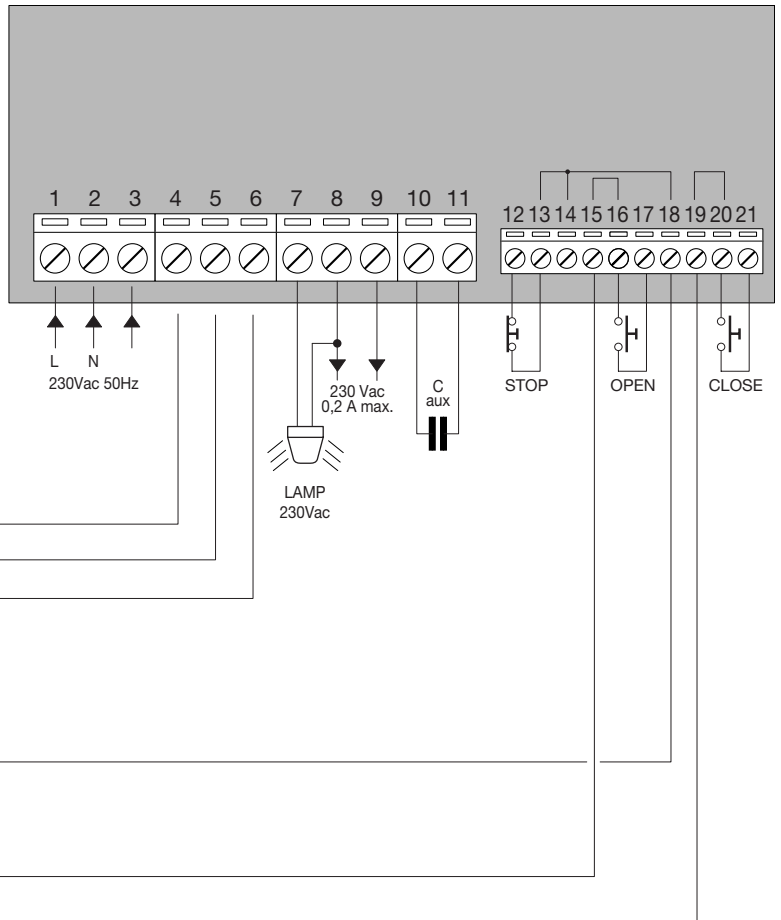 1 2 3 4 5 6 7 8 9 10 11
12 13 14 15 16 17 18 19 20 21
L N
230Vac 50Hz
230 Vac
0,2 A max.
C
aux
STOP
OPEN
CLOSE
LAMP
230Vac